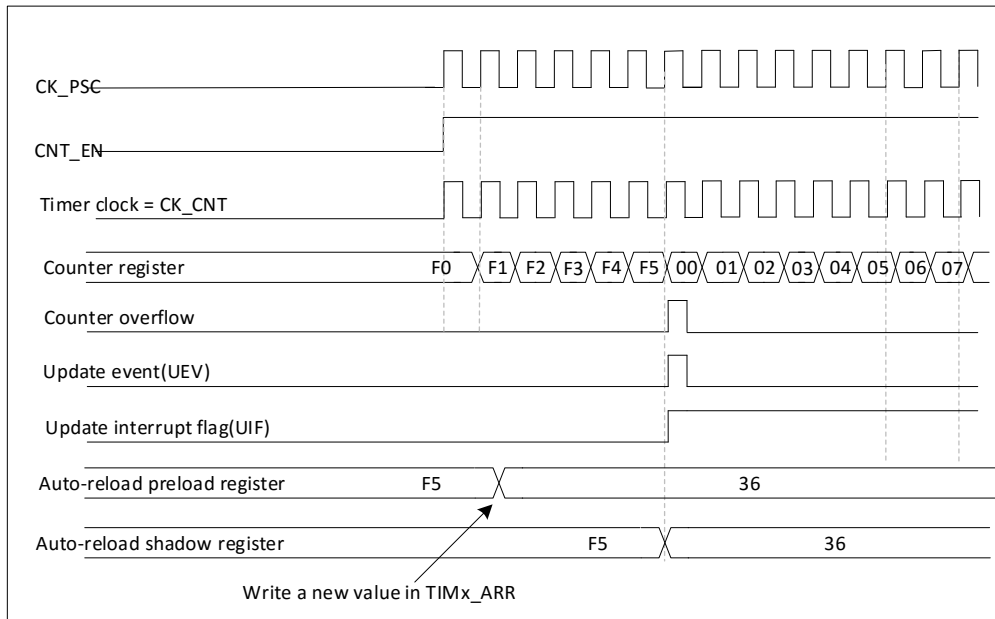 CK_PSC
CNT_EN
Timer clock = CK_CNT
Counter register F0 F1 F2 F3 F4 F5 00 01 02 03 04 05 06 07
Counter overflow
Update event(UEV)
Update interrupt flag(UIF)
Auto-reload preload register F5 36
Auto-reload shadow register F5 36
Write a new value in TIMx_ARR